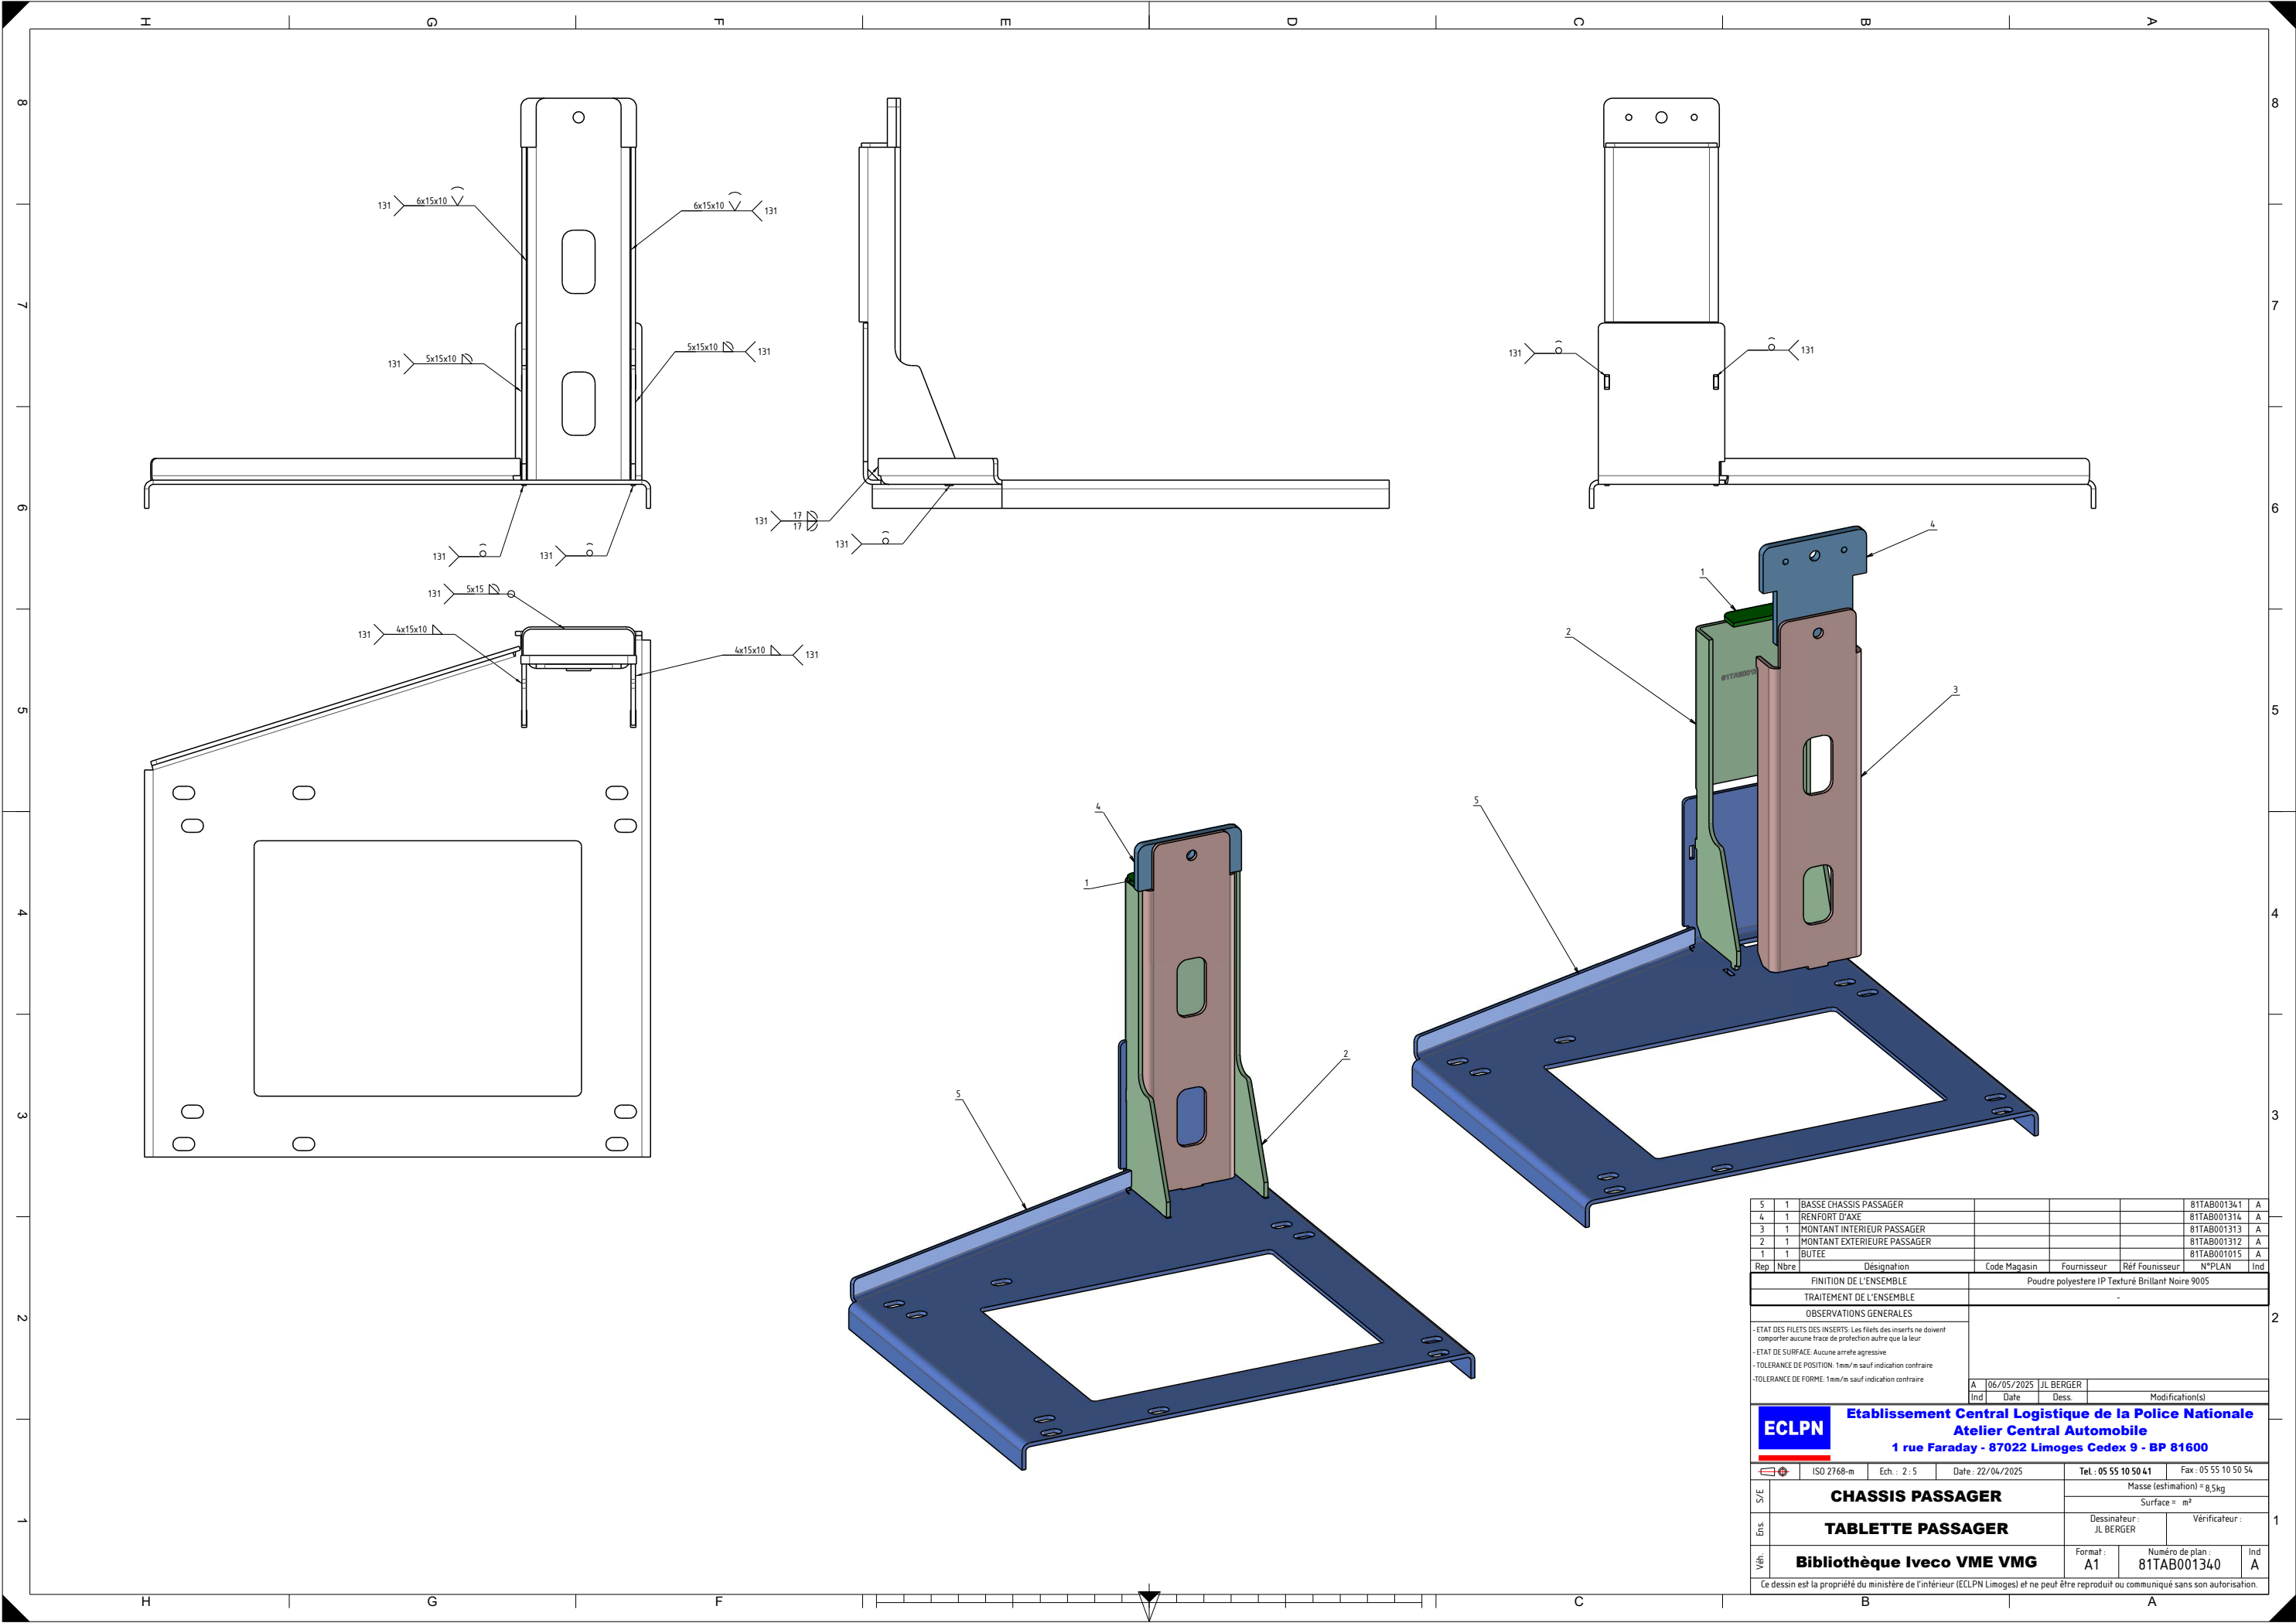 H G F E D C B A
8 8
131 6x15x10
6x15x10 131
7 7
131 5x15x10
5x15x10 131
131
131
6 6
131 17
17
131
131
131
131 5x15
131 4x15x10
4x15x10 131
4
1
2
3
5
5 5
4
1
2
5
4 4
3 3
2 2
1 1
81TAB0013
5 1 BASSE CHASSIS PASSAGER 81TAB001341 A
4 1 RENFORT D'AXE 81TAB001314 A
3 1 MONTANT INTERIEUR PASSAGER 81TAB001313 A
2 1 MONTANT EXTERIEURE PASSAGER 81TAB001312 A
1 1 BUTEE 81TAB001015 A
Rep Nbre Désignation Code Magasin Fournisseur Réf Founisseur N°PLAN Ind
FINITION DE L'ENSEMBLE Poudre polyestere IP Texturé Brillant Noire 9005
TRAITEMENT DE L'ENSEMBLE -
OBSERVATIONS GENERALES
- ETAT DES FILETS DES INSERTS: Les filets des inserts ne doivent
comporter aucune trace de protection autre que la leur
- ETAT DE SURFACE: Aucune arrete agressive
- TOLERANCE DE POSITION: 1mm/m sauf indication contraire
-TOLERANCE DE FORME: 1mm/m sauf indication contraire
A 06/05/2025 JL BERGER
Ind Date Dess. Modification(s)
ECLPN
Etablissement Central Logistique de la Police Nationale
Atelier Central Automobile
1 rue Faraday - 87022 Limoges Cedex 9 - BP 81600
ISO 2768-m Ech. : 2 : 5 Date : 22/04/2025 Tel. : 05 55 10 50 41 Fax : 05 55 10 50 54
S/E CHASSIS PASSAGER Masse (estimation) = 8,5kg
Surface = m²
Ens. TABLETTE PASSAGER Dessinateur : JL BERGER Vérificateur :
Véh. Bibliothèque Iveco VME VMG Format : A1 Numéro de plan : 81TAB001340 Ind A
Ce dessin est la propriété du ministère de l'intérieur (ECLPN Limoges) et ne peut être reproduit ou communiqué sans son autorisation.
H G F C B A